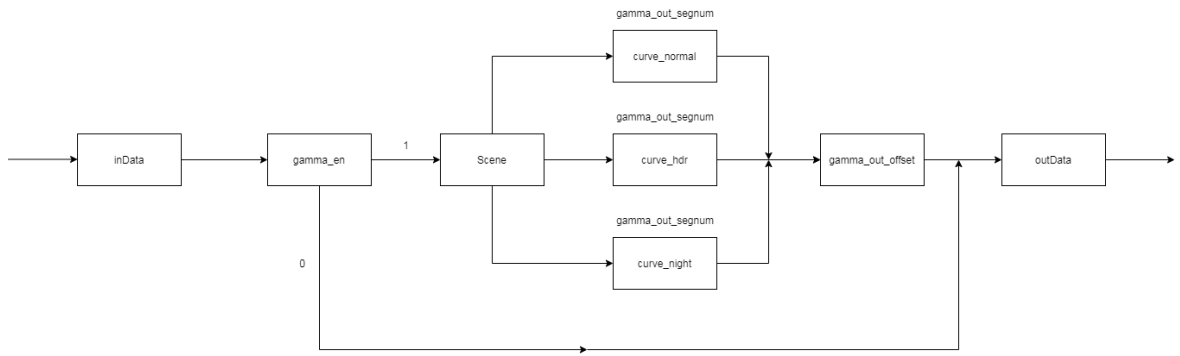 gamma_out_segnum
curve_normal
gamma_out_segnum
inData
gamma_en
1
Scene
curve_hdr
gamma_out_offset
outData
gamma_out_segnum
0
curve_night